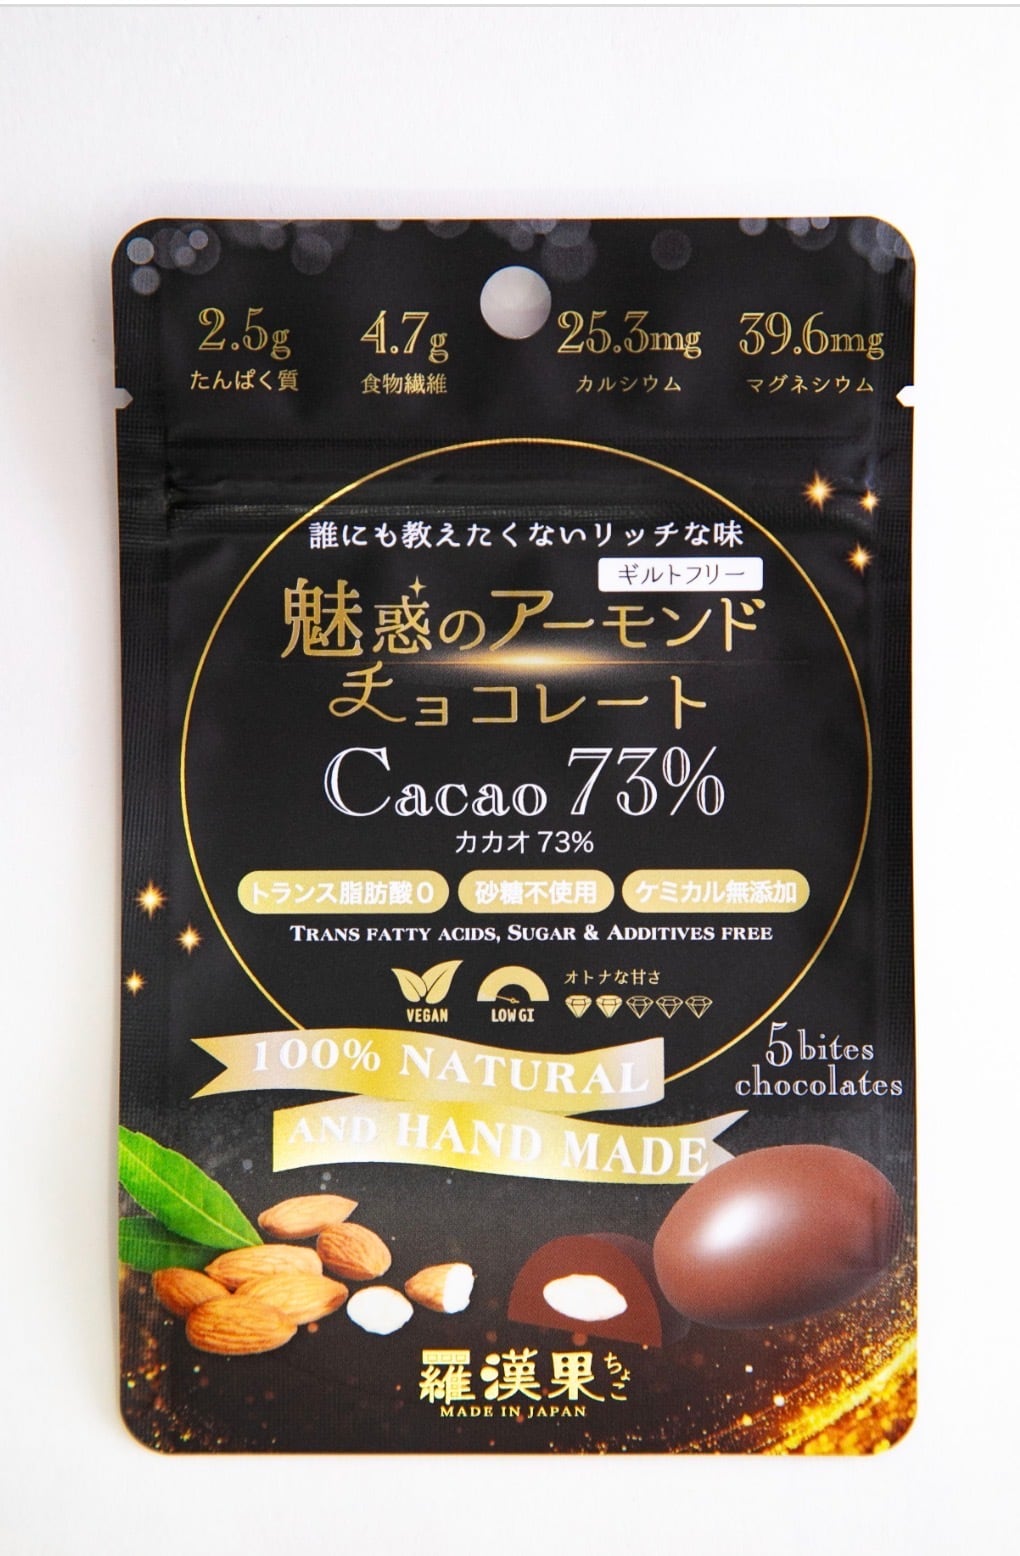 2.5g 4.7g 25.3mg 39.6mg
たんぱく質 食物繊維 カルシウム マグネシウム
誰にも教えたくないリッチな味
ギルトフリー
魅惑のアーモンド
チョコレート
Cacao 73%
カカオ 73%
トランス脂肪酸0 砂糖不使用 ケミカル無添加
TRANS FATTY ACIDS, SUGAR & ADDITIVES FREE
オトナな甘さ
VEGAN LOW GI
100% NATURAL
AND HAND MADE
5 bites
chocolates
羅漢果ちょこ
MADE IN JAPAN